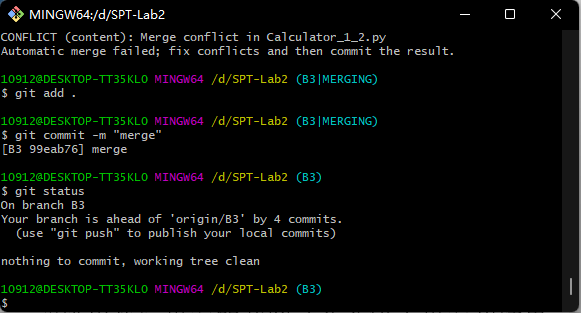 MINGW64:/d/SPT-Lab2
CONFLICT (content): Merge conflict in Calculator_1_2.py
Automatic merge failed; fix conflicts and then commit the result.
10912@DESKTOP-TT35KLO MINGW64 /d/SPT-Lab2 (B3|MERGING)
$ git add .
10912@DESKTOP-TT35KLO MINGW64 /d/SPT-Lab2 (B3|MERGING)
$ git commit -m "merge"
[B3 99eab76] merge
10912@DESKTOP-TT35KLO MINGW64 /d/SPT-Lab2 (B3)
$ git status
On branch B3
Your branch is ahead of 'origin/B3' by 4 commits.
  (use "git push" to publish your local commits)
nothing to commit, working tree clean
10912@DESKTOP-TT35KLO MINGW64 /d/SPT-Lab2 (B3)
$